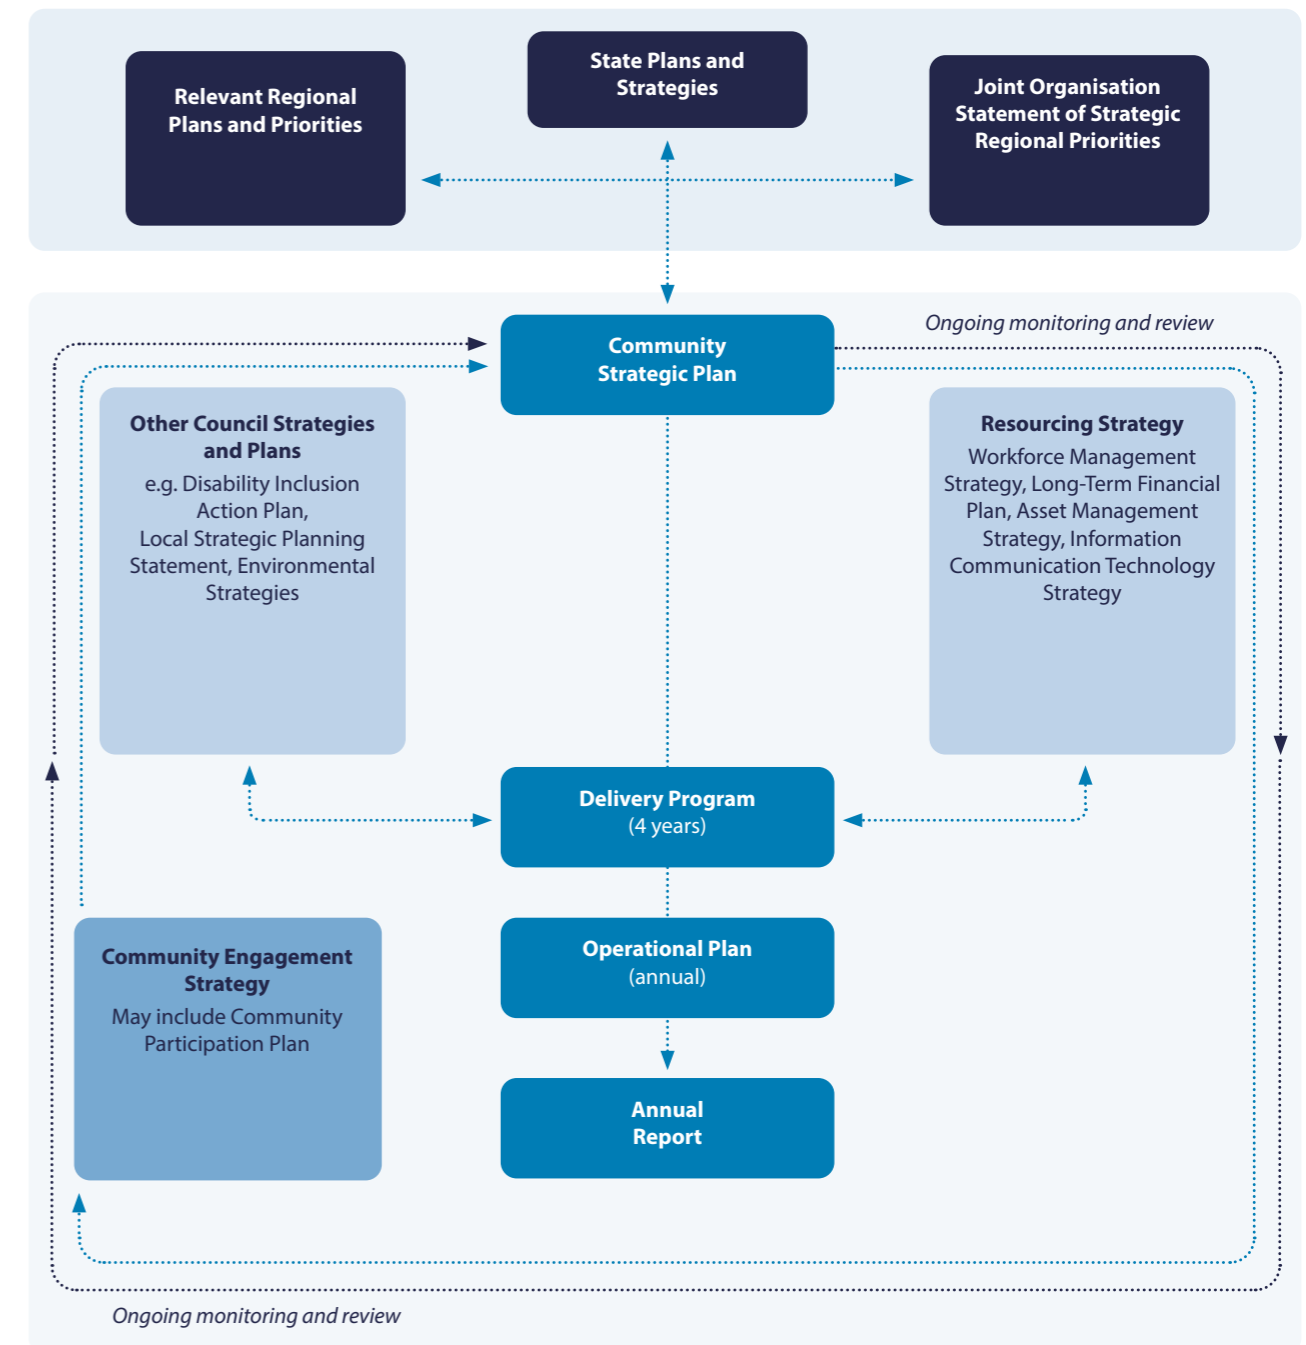 State Plans and
Strategies
Relevant Regional
Plans and Priorities
Joint Organisation
Statement of Strategic
Regional Priorities
Ongoing monitoring and review
Community
Strategic Plan
Other Council Strategies
and Plans
e.g. Disability Inclusion
Action Plan,
Local Strategic Planning
Statement, Environmental
Strategies
Resourcing Strategy
Workforce Management
Strategy, Long-Term Financial
Plan, Asset Management
Strategy, Information
Communication Technology
Strategy
Delivery Program
(4 years)
Community Engagement
Strategy
May include Community
Participation Plan
Operational Plan
(annual)
Annual
Report
Ongoing monitoring and review